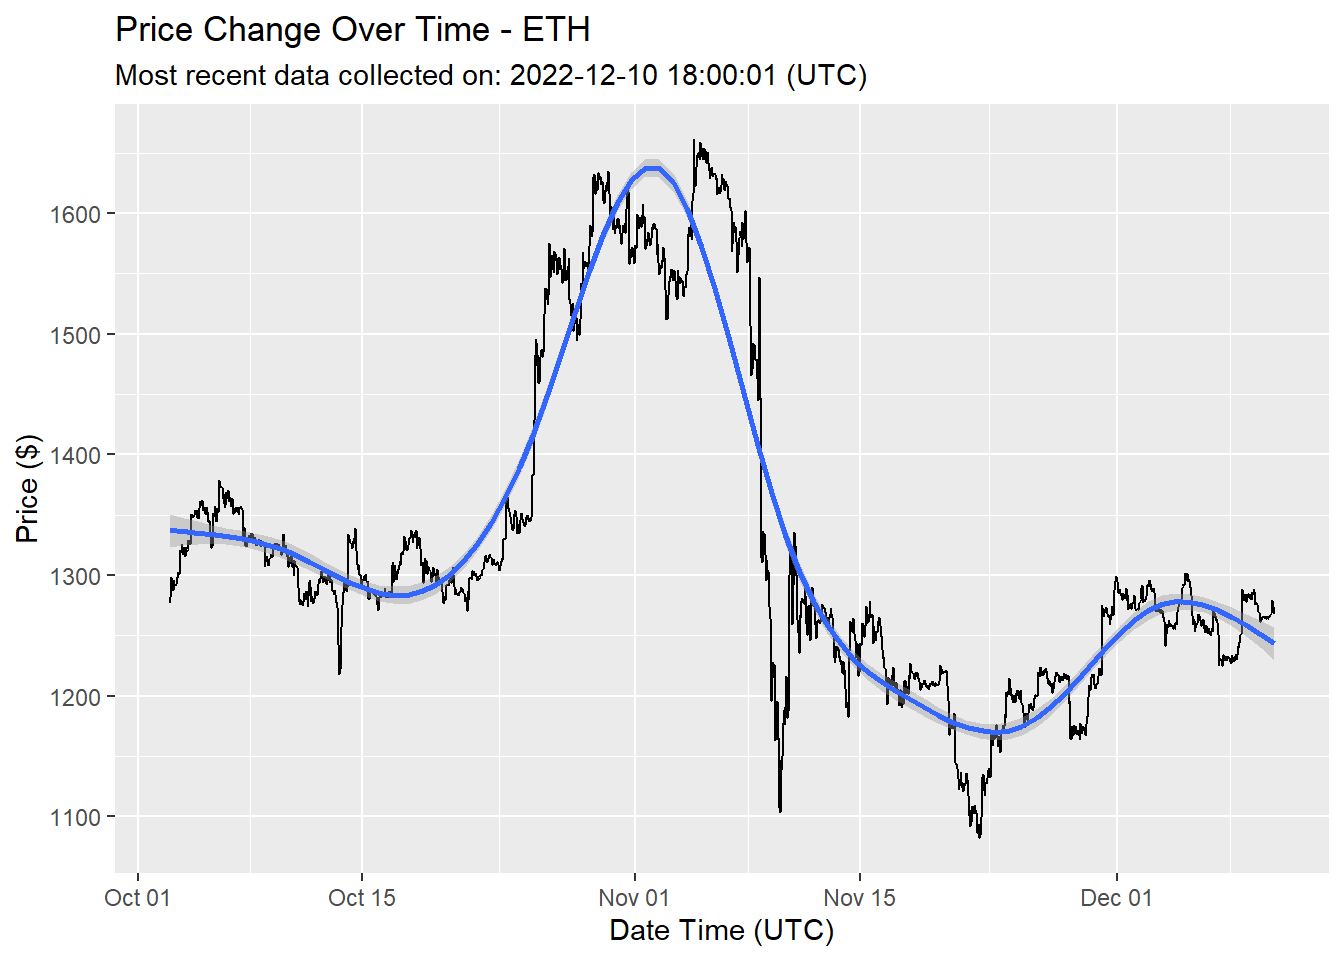 Price Change Over Time - ETH
Most recent data collected on: 2022-12-10 18:00:01 (UTC)
Price ($)
1600
1500
1400
1300
1200
1100
Oct 01
Oct 15
Nov 01
Nov 15
Dec 01
Date Time (UTC)